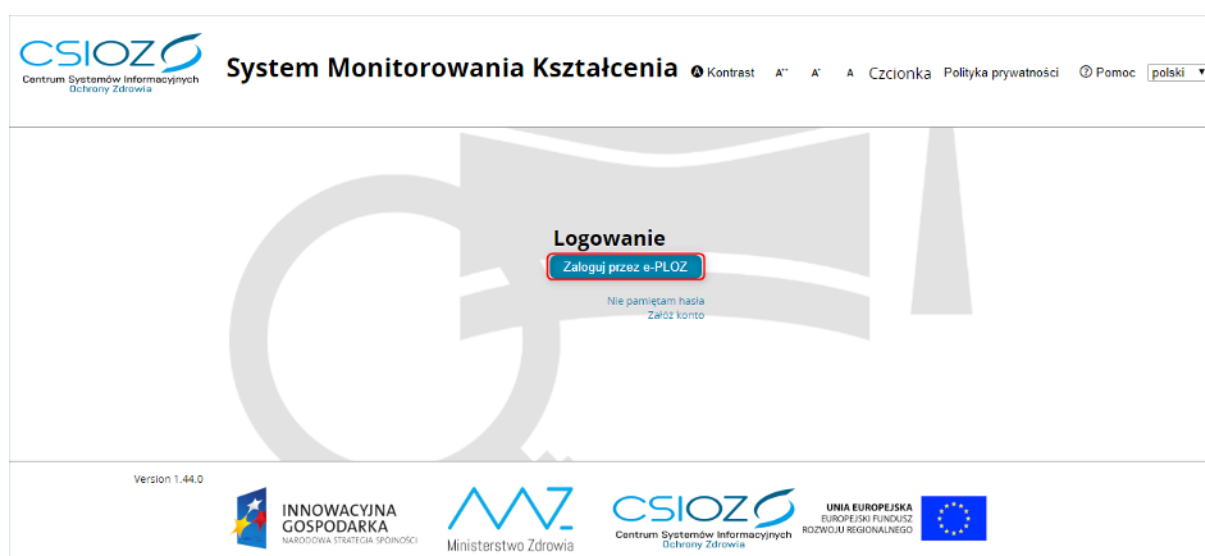 CSIOZ
Centrum Systemów Informacyjnych
Ochrony Zdrowia
System Monitorowania Kształcenia
Kontrast A++ A+ A Czcionka Polityka prywatności Pomoc polski
Logowanie
Zaloguj przez e-PLOZ
Nie pamiętam hasła
Załóż konto
Version 1.44.0
INNOWACYJNA
GOSPODARKA
NARODOWA STRATEGIA SPÓJNOŚCI
Ministerstwo Zdrowia
CSIOZ
Centrum Systemów Informacyjnych
Ochrony Zdrowia
UNIA EUROPEJSKA
EUROPEJSKI FUNDUSZ
ROZWOJU REGIONALNEGO